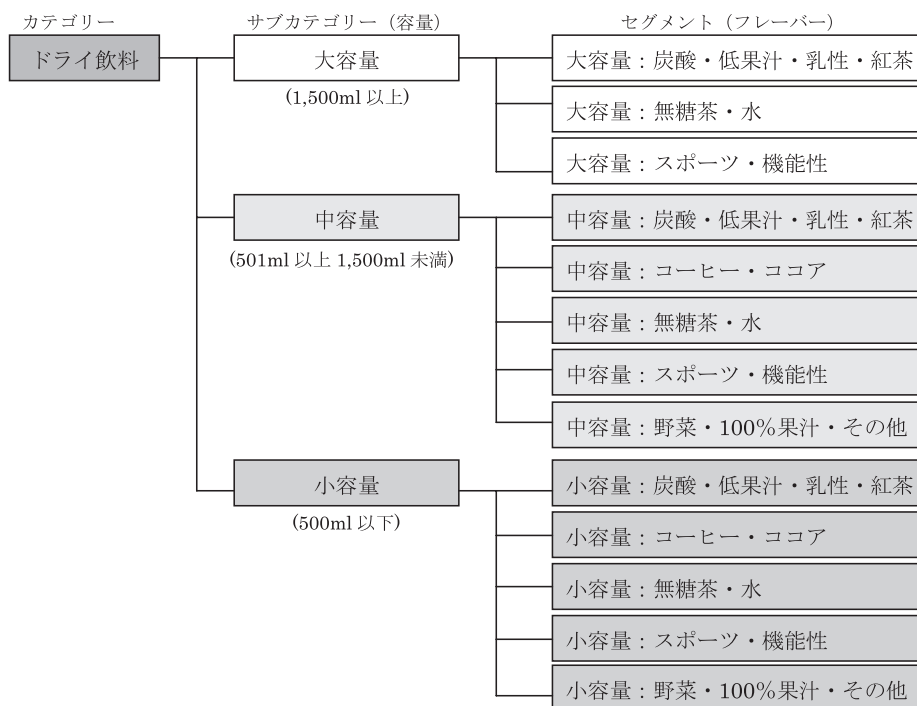 カテゴリー
サブカテゴリー（容量）
セグメント（フレーバー）
ドライ飲料
大容量
(1,500ml 以上)
大容量：炭酸・低果汁・乳性・紅茶
大容量：無糖茶・水
大容量：スポーツ・機能性
中容量
(501ml 以上 1,500ml 未満)
中容量：炭酸・低果汁・乳性・紅茶
中容量：コーヒー・ココア
中容量：無糖茶・水
中容量：スポーツ・機能性
中容量：野菜・100％果汁・その他
小容量
(500ml 以下)
小容量：炭酸・低果汁・乳性・紅茶
小容量：コーヒー・ココア
小容量：無糖茶・水
小容量：スポーツ・機能性
小容量：野菜・100％果汁・その他